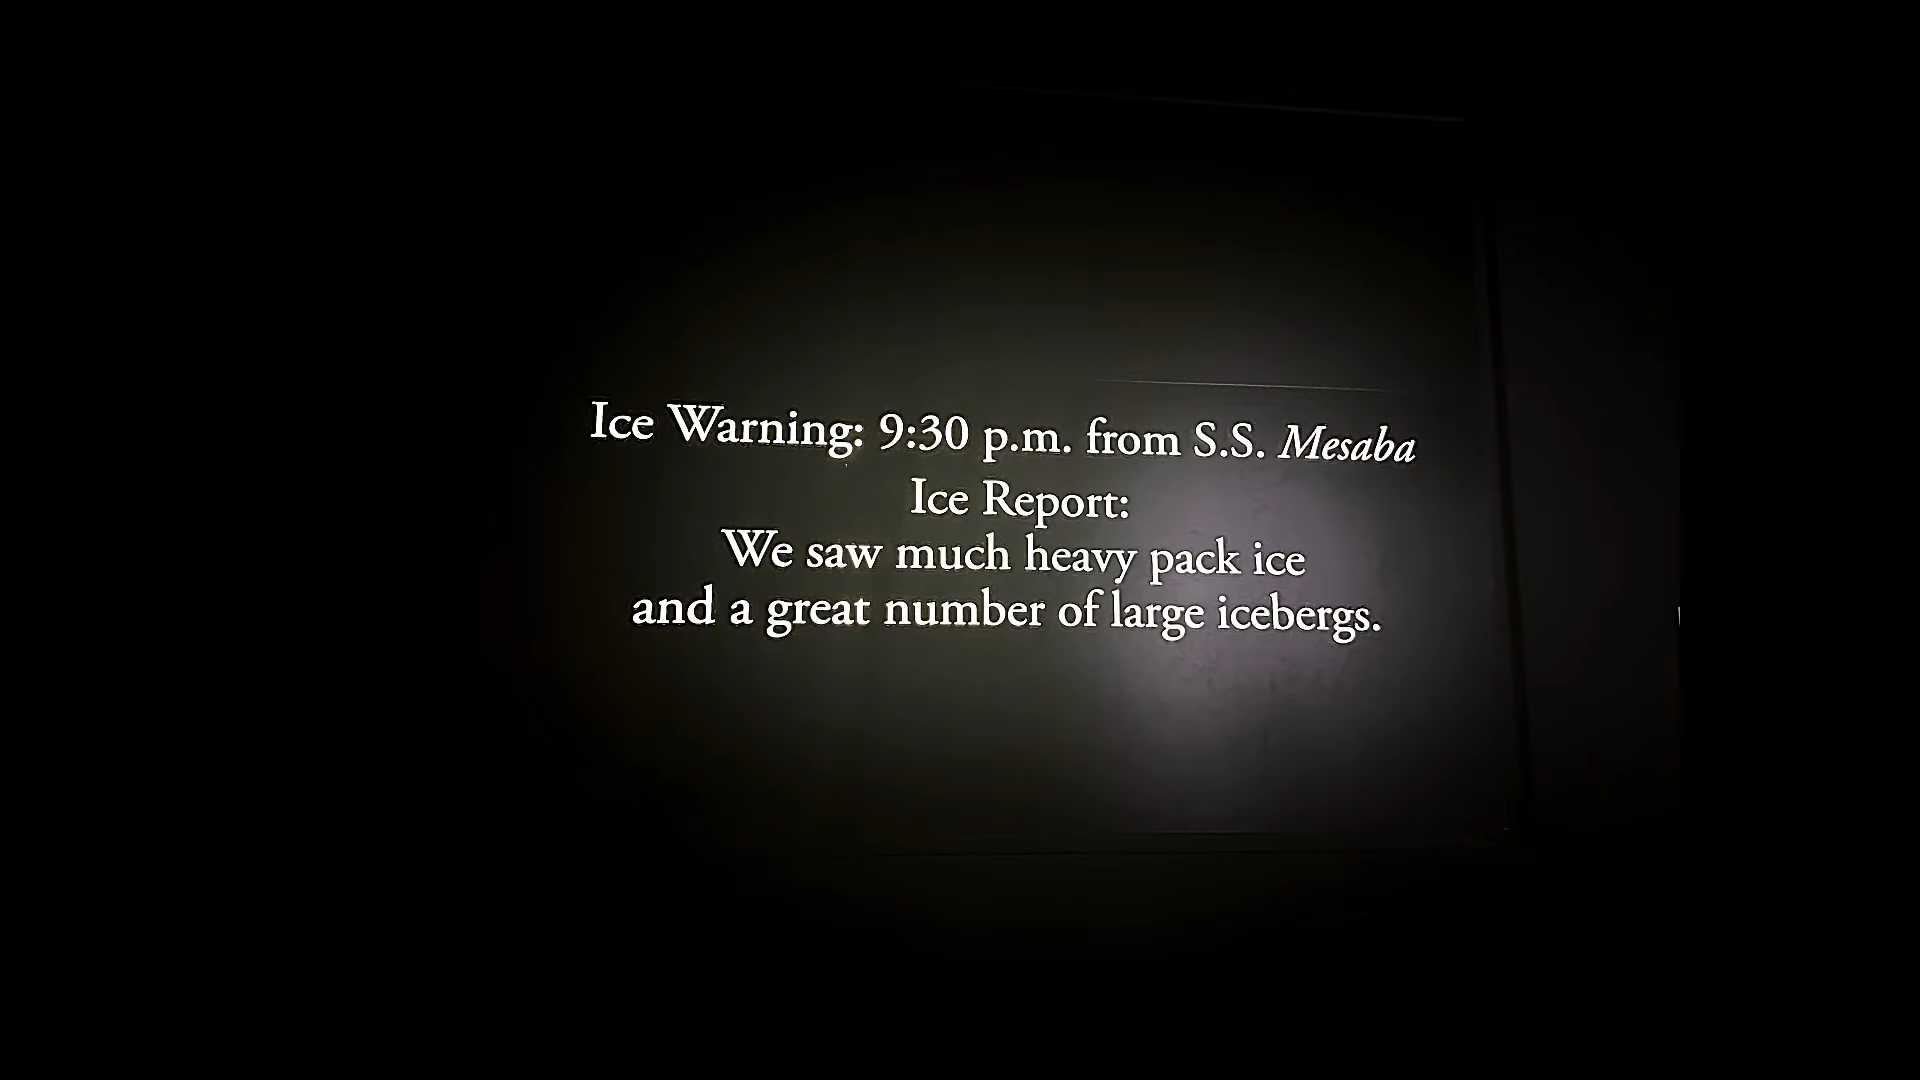 Ice Warning: 9:30 p.m. from S.S. Mesaba
Ice Report:
We saw much heavy pack ice
and a great number of large icebergs.